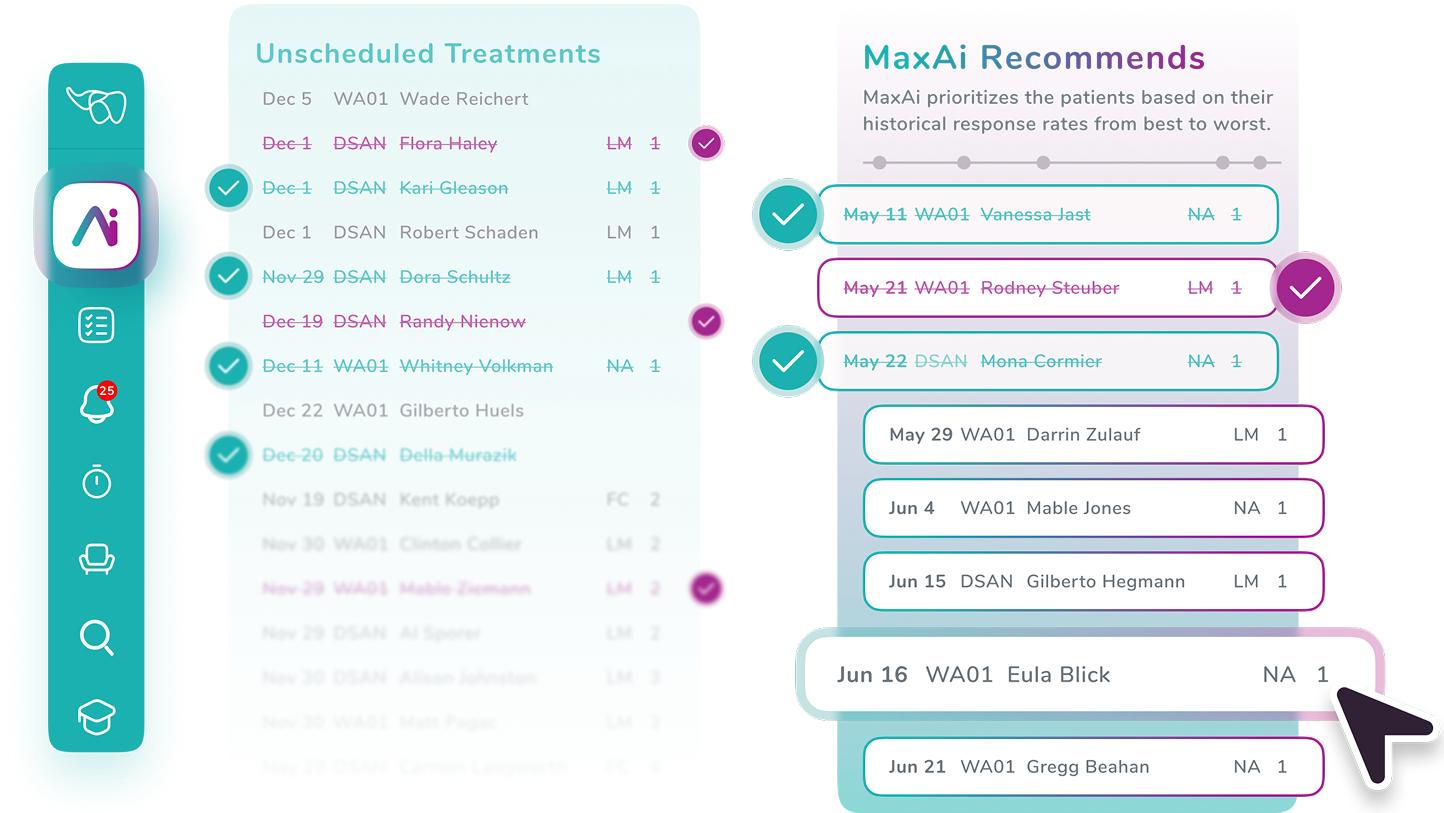 Ai
25
Unscheduled Treatments
Dec 5 WA01 Wade Reichert
Dec 1 DSAN Flora Haley LM 1
Dec 1 DSAN Kari Gleason LM 1
Dec 1 DSAN Robert Schaden LM 1
Nov 29 DSAN Dora Schultz LM 1
Dec 19 DSAN Randy Nienow
Dec 11 WA01 Whitney Volkman NA 1
Dec 22 WA01 Gilberto Huels
Dec 20 DSAN Della Murazik
Nov 19 DSAN Kent Koepp FC 2
Nov 30 WA01 Clinton Collier LM 2
Nov 29 WA01 Mable Ziemann LM 2
Nov 29 DSAN Al Sporer LM 2
Nov 30 DSAN Alison Johnston LM
Nov 30 WA01 Matt Pagac LM
DSAN Carmen FC
MaxAi Recommends
MaxAi prioritizes the patients based on their
historical response rates from best to worst.
May 11 WA01 Vanessa Jast NA 1
May 21 WA01 Rodney Steuber LM 1
May 22 DSAN Mona Cormier NA 1
May 29 WA01 Darrin Zulauf LM 1
Jun 4 WA01 Mable Jones NA 1
Jun 15 DSAN Gilberto Hegmann LM 1
Jun 16 WA01 Eula Blick NA 1
Jun 21 WA01 Gregg Beahan NA 1